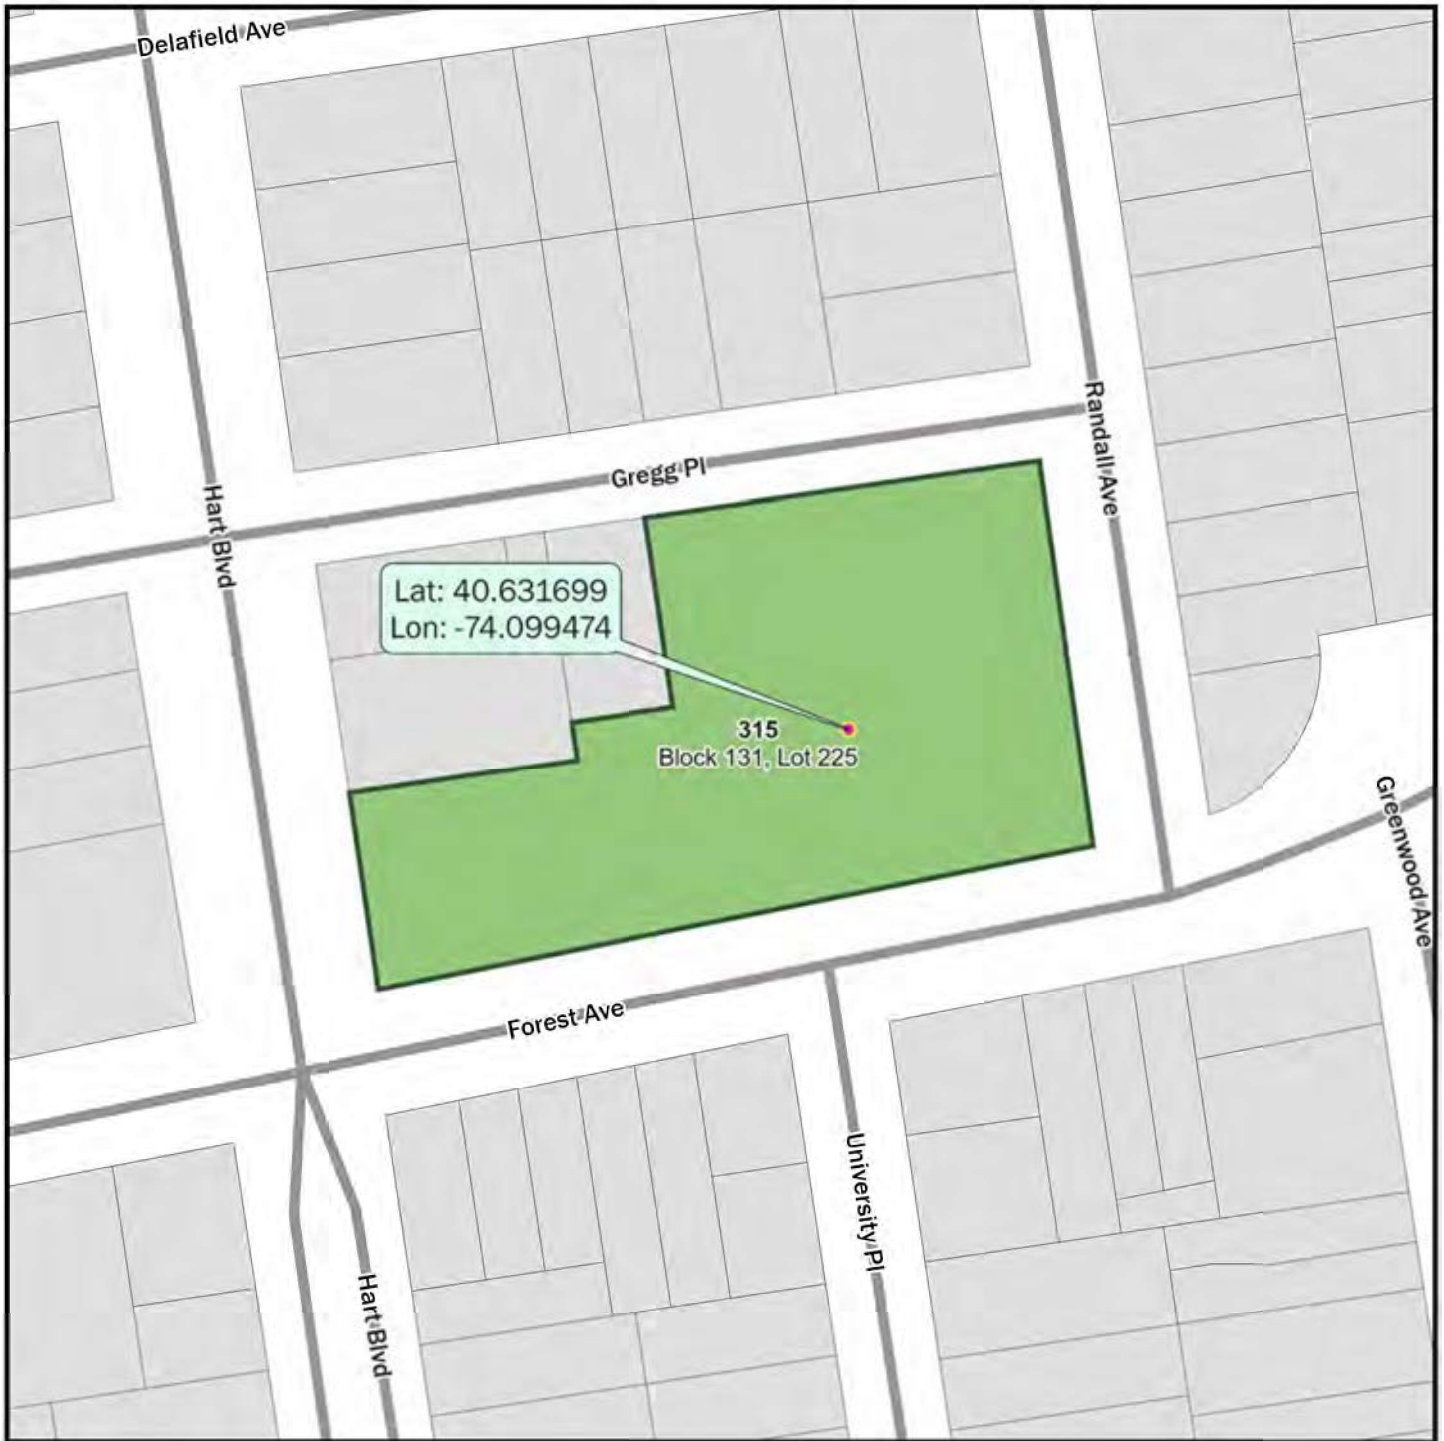 Delafield Ave
Randall Ave
Gregg Pl
Hart Blvd
Lat: 40.631699
Lon: -74.099474
315
Block 131, Lot 225
Greenwood Ave
Forest Ave
University Pl
Hart Blvd